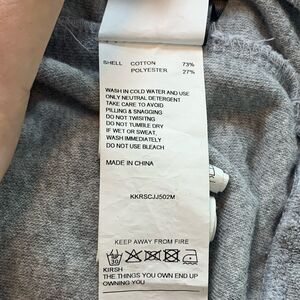 SHELL COTTON 73%
POLYESTER 27%
WASH IN COLD WATER AND USE
ONLY NEUTRAL DETERGENT
TAKE CARE TO AVOID
PILLING & SNAGGING
DO NOT TWISITNG
DO NOT TUMBLE DRY
IF WET OR SWEAT,
WASH IMMEDIATELY
DO NOT USE BLEACH
MADE IN CHINA
KKRSCJJ502M
KEEP AWAY FROM FIRE
30
KIRSH
THE THINGS YOU OWN END UP
OWNING YOU